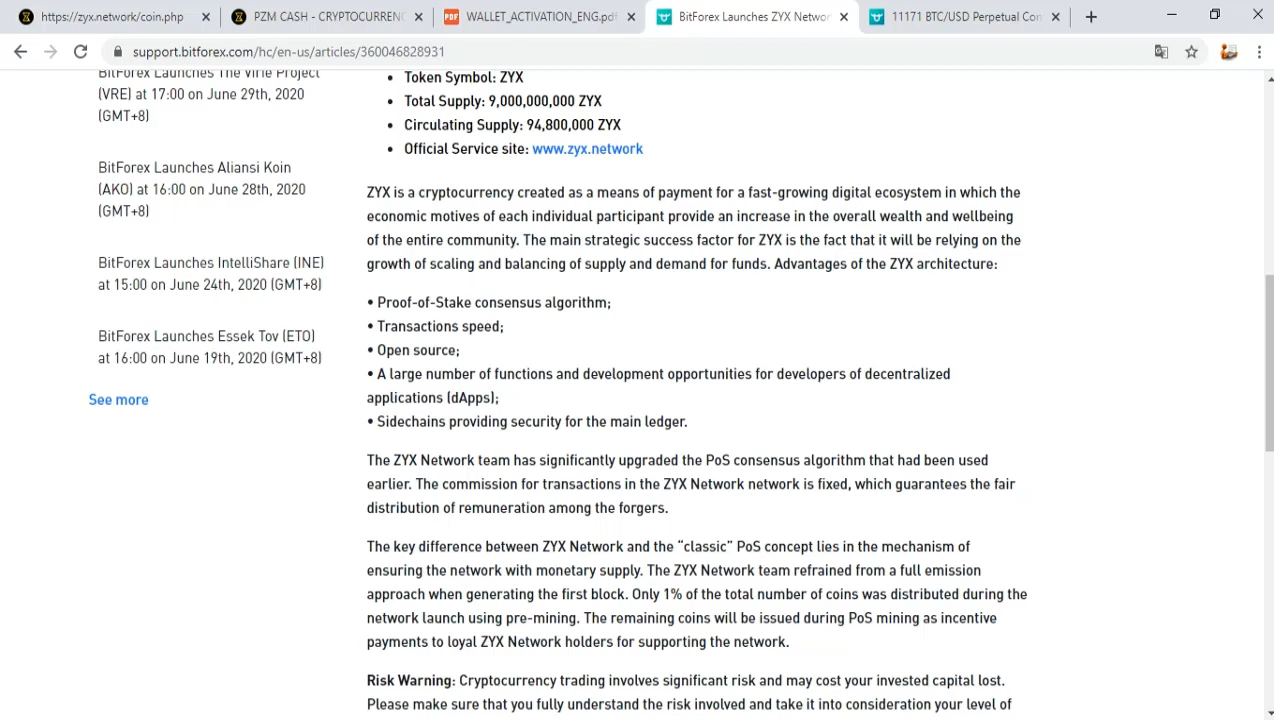 https://zyx.network/coin.php
PZM CASH - CRYPTOCURRENC
WALLET_ACTIVATION_ENG.pdf
BitForex Launches ZYX Networ
11171 BTC/USD Perpetual Con
support.bitforex.com/hc/en-us/articles/360046828931
BitForex Launches The Virie Project
(VRE) at 17:00 on June 29th, 2020
(GMT+8)
BitForex Launches Aliansi Koin
(AKO) at 16:00 on June 28th, 2020
(GMT+8)
BitForex Launches IntelliShare (INE)
at 15:00 on June 24th, 2020 (GMT+8)
BitForex Launches Essek Tov (ETO)
at 16:00 on June 19th, 2020 (GMT+8)
See more
• Token Symbol: ZYX
• Total Supply: 9,000,000,000 ZYX
• Circulating Supply: 94,800,000 ZYX
• Official Service site: www.zyx.network
ZYX is a cryptocurrency created as a means of payment for a fast-growing digital ecosystem in which the
economic motives of each individual participant provide an increase in the overall wealth and wellbeing
of the entire community. The main strategic success factor for ZYX is the fact that it will be relying on the
growth of scaling and balancing of supply and demand for funds. Advantages of the ZYX architecture:
• Proof-of-Stake consensus algorithm;
• Transactions speed;
• Open source;
• A large number of functions and development opportunities for developers of decentralized
applications (dApps);
• Sidechains providing security for the main ledger.
The ZYX Network team has significantly upgraded the PoS consensus algorithm that had been used
earlier. The commission for transactions in the ZYX Network network is fixed, which guarantees the fair
distribution of remuneration among the forgers.
The key difference between ZYX Network and the “classic” PoS concept lies in the mechanism of
ensuring the network with monetary supply. The ZYX Network team refrained from a full emission
approach when generating the first block. Only 1% of the total number of coins was distributed during the
network launch using pre-mining. The remaining coins will be issued during PoS mining as incentive
payments to loyal ZYX Network holders for supporting the network.
Risk Warning: Cryptocurrency trading involves significant risk and may cost your invested capital lost.
Please make sure that you fully understand the risk involved and take it into consideration your level of